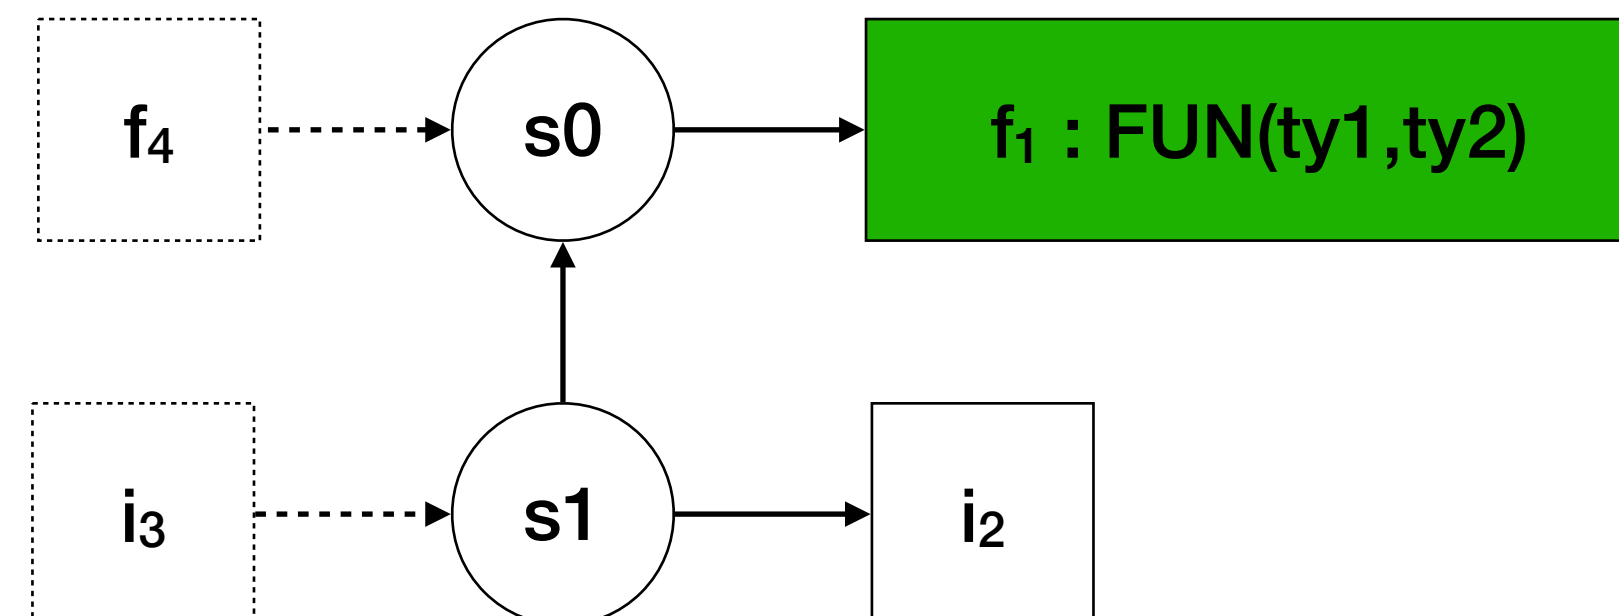 f₄
s0
f₁ : FUN(ty1,ty2)
i₃
s1
i₂